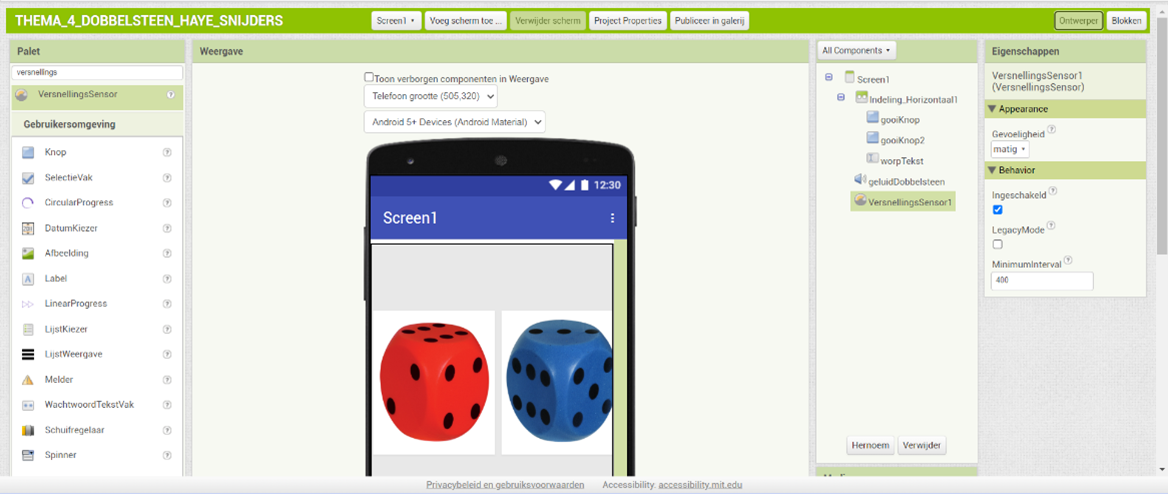 THEMA_4_DOBBELSTEEN_HAYE_SNIJDERS
Screen1 Voeg scherm toe ... Verwijder scherm Project Properties Publiceer in galerij Ontwerper Blokken
Palet
versnellings
VersnellingsSensor ?
Gebruikersomgeving
Knop ?
SelectieVak ?
CircularProgress ?
DatumKiezer ?
Afbeelding ?
Label ?
LinearProgress ?
LijstKiezer ?
LijstWeergave ?
Melder ?
WachtwoordTekstVak ?
Schuifregelaar ?
Spinner ?
Weergave
Toon verborgen componenten in Weergave
Telefoon grootte (505,320)
Android 5+ Devices (Android Material)
12:30
Screen1
All Components
Screen1
Indeling_Horizontaal1
gooiKnop
gooiKnop2
worpTekst
geluidDobbelsteen
VersnellingsSensor1
Hernoem Verwijder
Eigenschappen
VersnellingsSensor1
(VersnellingsSensor)
Appearance
Gevoeligheid ?
matig
Behavior
Ingeschakeld ?
LegacyMode ?
MinimumInterval ?
400
Privacybeleid en gebruiksvoorwaarden Accessibility: accessibility.mit.edu